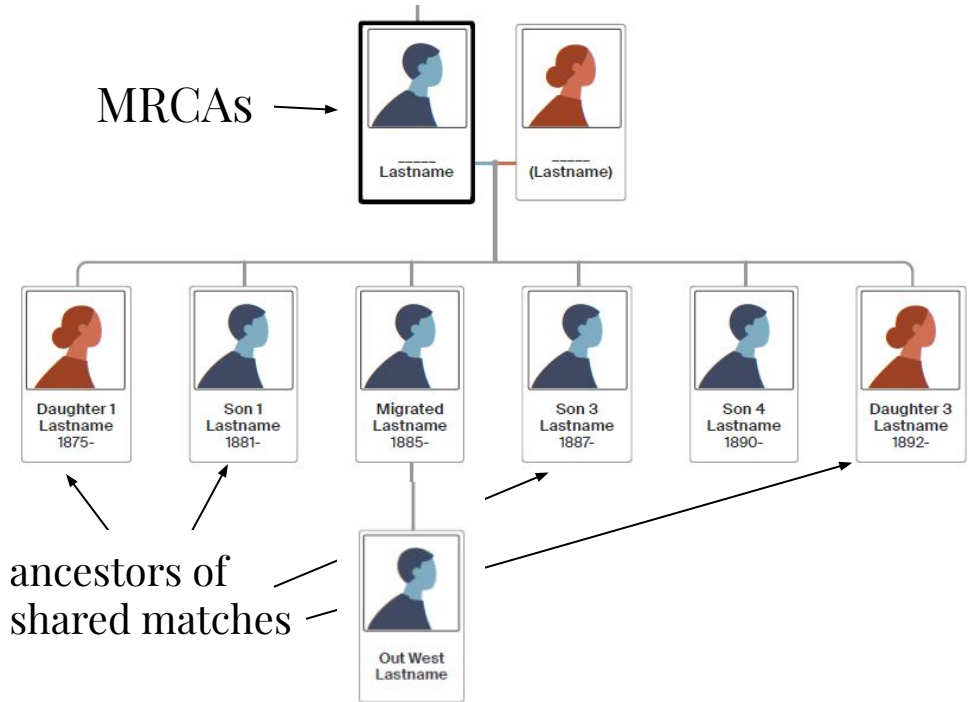 MRCAs
_____
Lastname
_____
(Lastname)
Daughter 1
Lastname
1875-
Son 1
Lastname
1881-
Migrated
Lastname
1885-
Son 3
Lastname
1887-
Son 4
Lastname
1890-
Daughter 3
Lastname
1892-
ancestors of
shared matches
Out West
Lastname